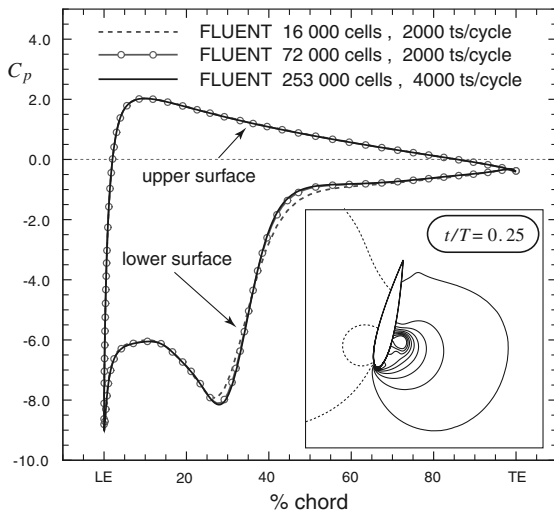 FLUENT 16 000 cells , 2000 ts/cycle
FLUENT 72 000 cells , 2000 ts/cycle
FLUENT 253 000 cells , 4000 ts/cycle
4.0
Cp
2.0
0.0
-2.0
-4.0
-6.0
-8.0
-10.0
upper surface
lower surface
t/T = 0.25
LE 20 40 60 80 TE
% chord